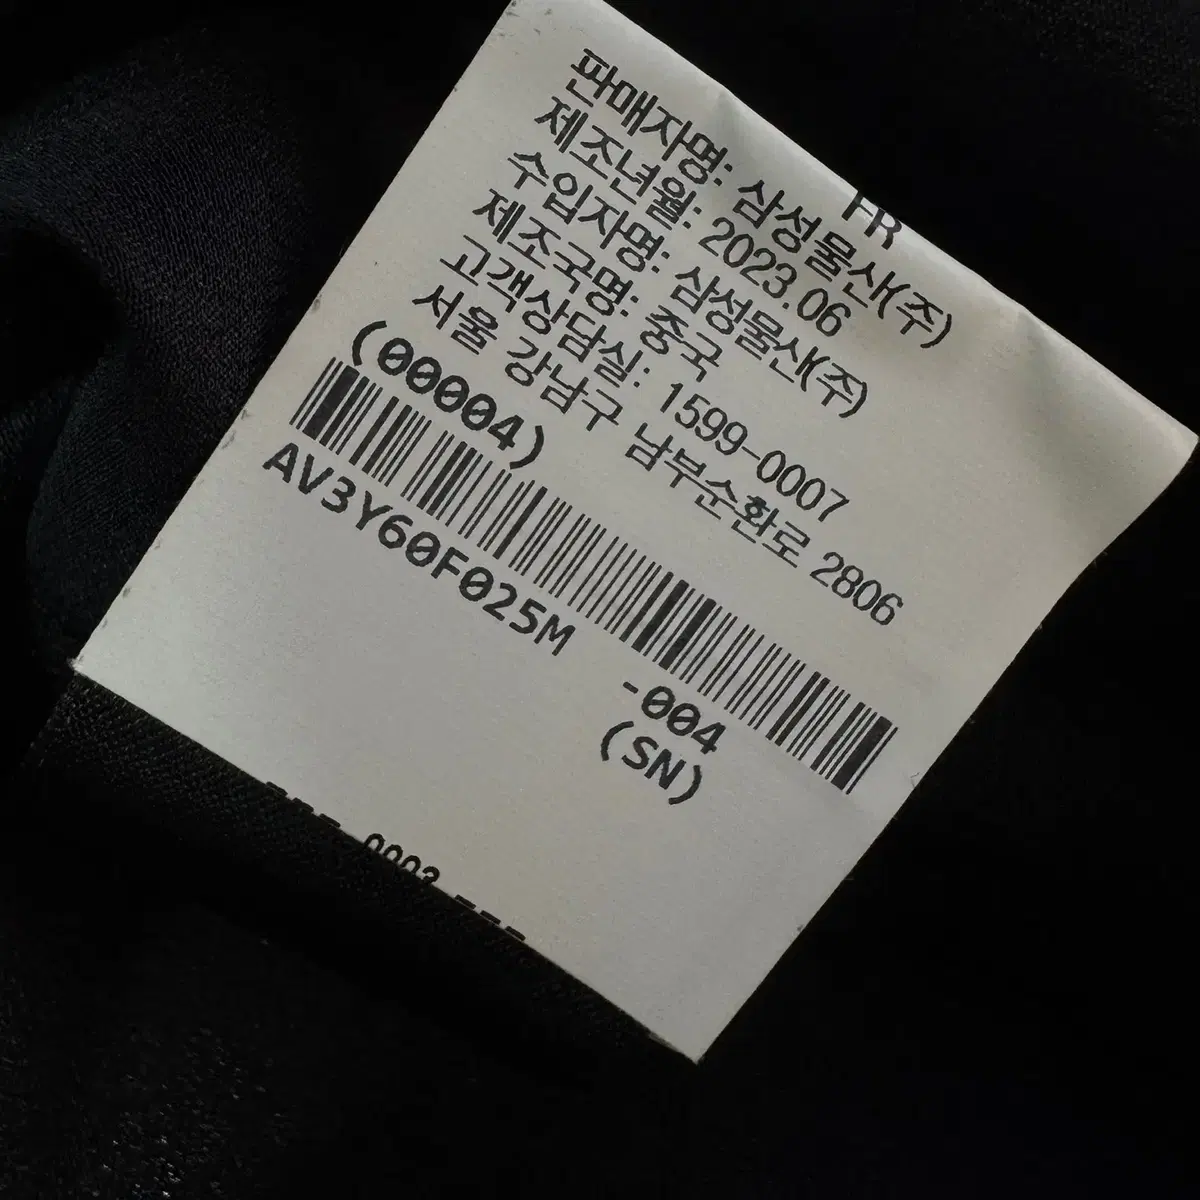 판매자명: 삼성물산(주)
제조년월: 2023.06
수입자명: 삼성물산(주)
제조국명: 중국
고객상담실: 1599-0007
서울 강남구 남부순환로 2806
(00004)
AV3Y60F025M
-004
(SN)